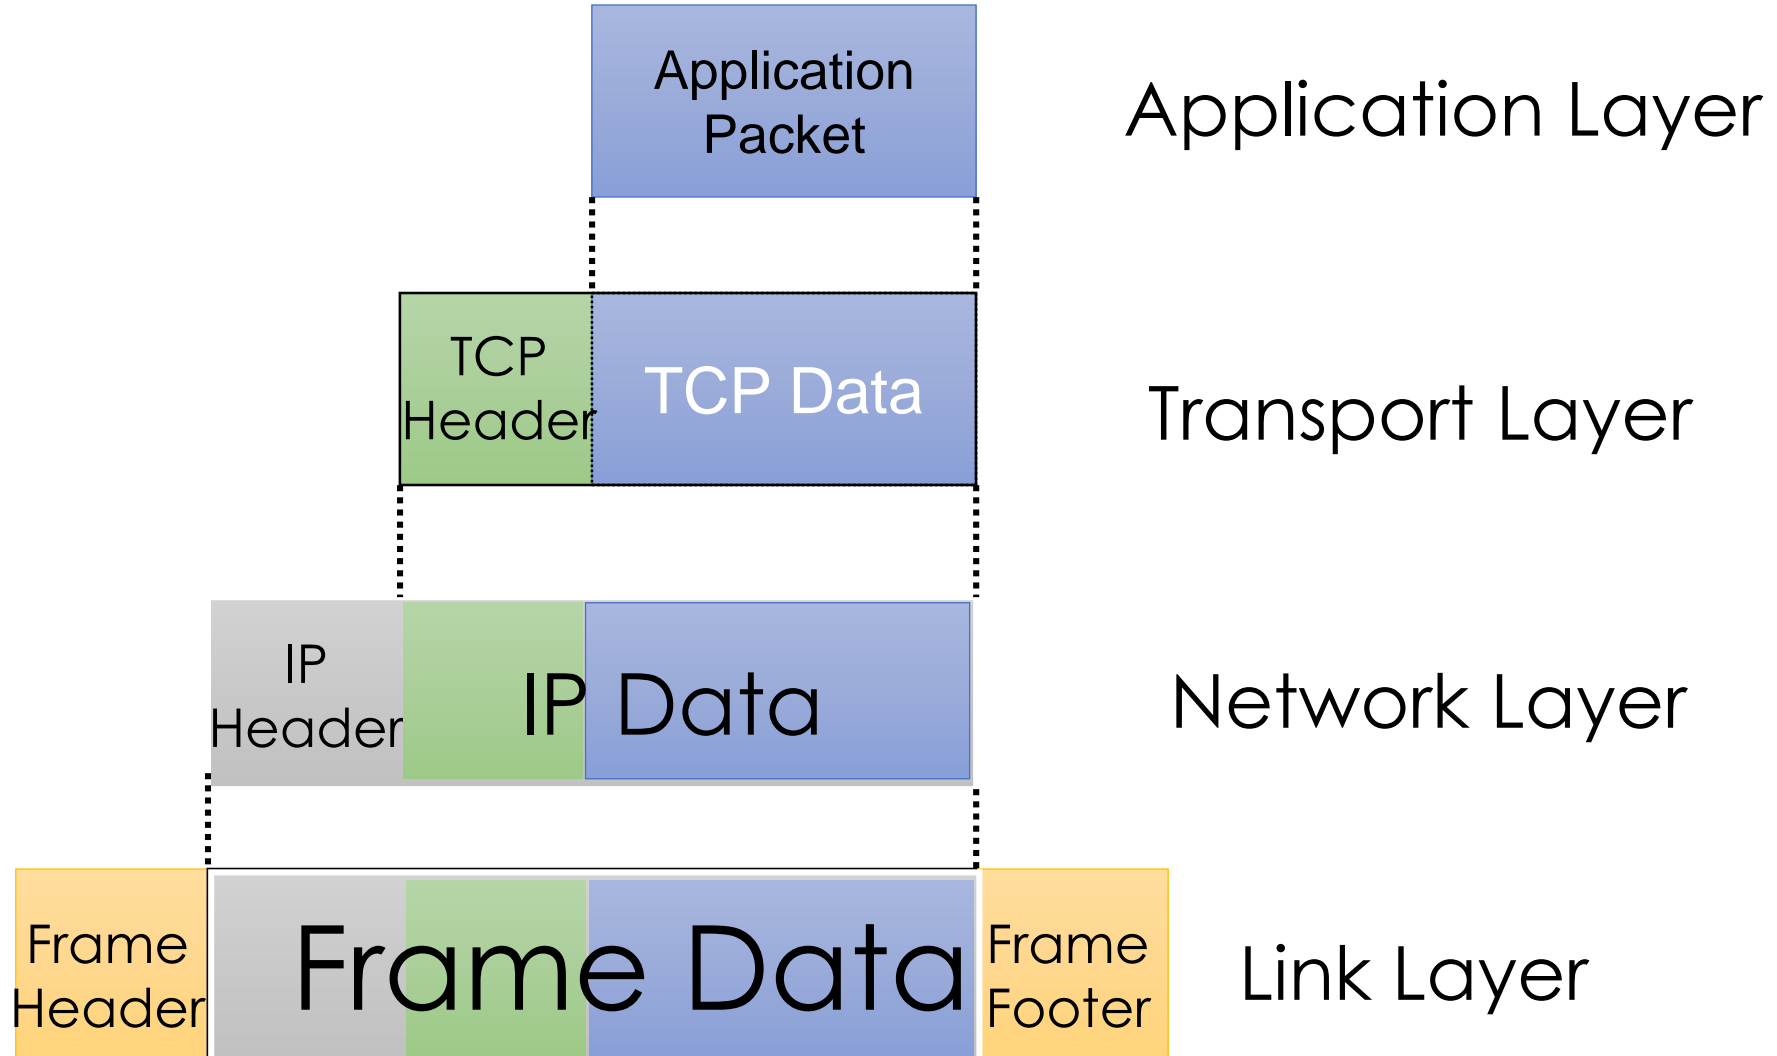 Application
Packet
Application Layer
TCP
Header
TCP Data
Transport Layer
IP
Header
IP Data
Network Layer
Frame
Header
Frame Data
Frame
Footer
Link Layer